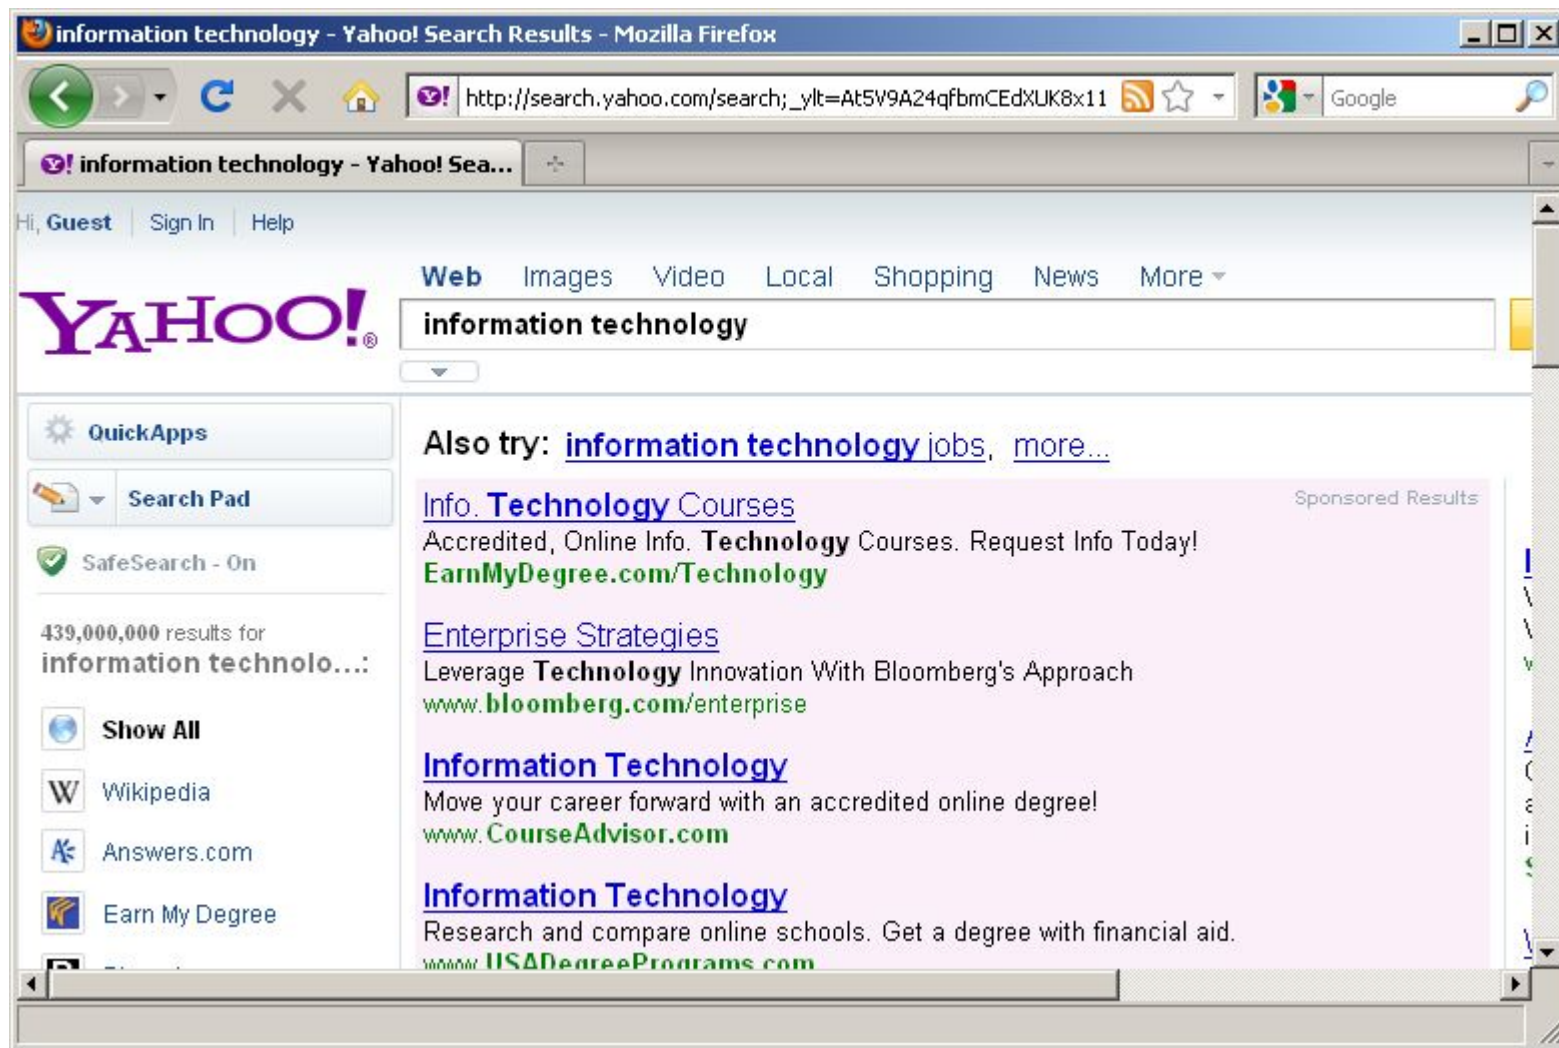 information technology - Yahoo! Search Results - Mozilla Firefox
http://search.yahoo.com/search;_ylt=At5V9A24qfbmCEdXUK8x11
Google
information technology - Yahoo! Sea...
Hi, Guest Sign In Help
Web Images Video Local Shopping News More
YAHOO!®
information technology
QuickApps
Search Pad
SafeSearch - On
439,000,000 results for
information technolo...:
Show All
Wikipedia
Answers.com
Earn My Degree
Also try: information technology jobs, more...
Sponsored Results
Info. Technology Courses
Accredited, Online Info. Technology Courses. Request Info Today!
EarnMyDegree.com/Technology
Enterprise Strategies
Leverage Technology Innovation With Bloomberg's Approach
www.bloomberg.com/enterprise
Information Technology
Move your career forward with an accredited online degree!
www.CourseAdvisor.com
Information Technology
Research and compare online schools. Get a degree with financial aid.
www.USADegreePrograms.com